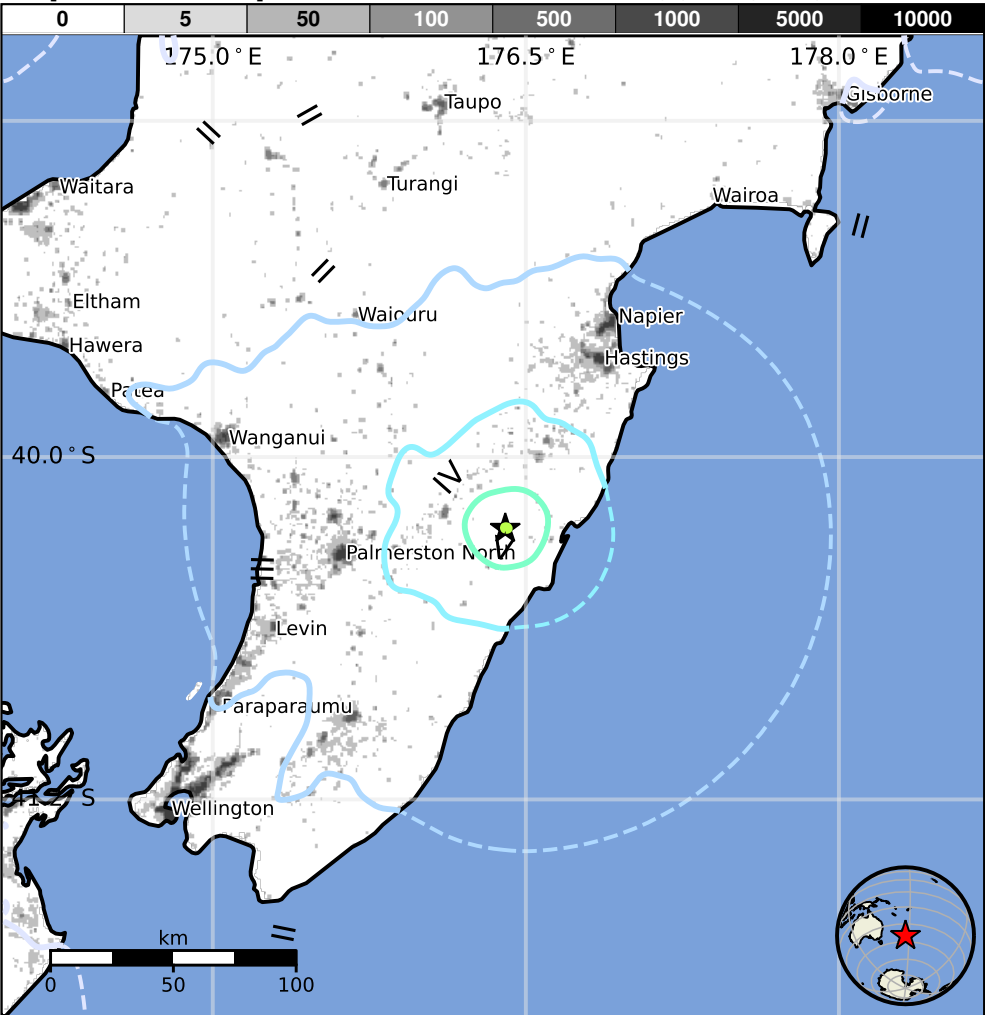 0 5 50 100 500 1000 5000 10000
175.0°E 176.5°E 178.0°E
Taupo
Gisborne
II
II
Waitara
Turangi
Wairoa
II
II
Eltham
Waiouru
Napier
Hawera
Hastings
Patea
Wanganui
40.0°S
IV
Palmerston North
III
Levin
Paraparaumu
41.2°S
Wellington
II
km
0 50 100